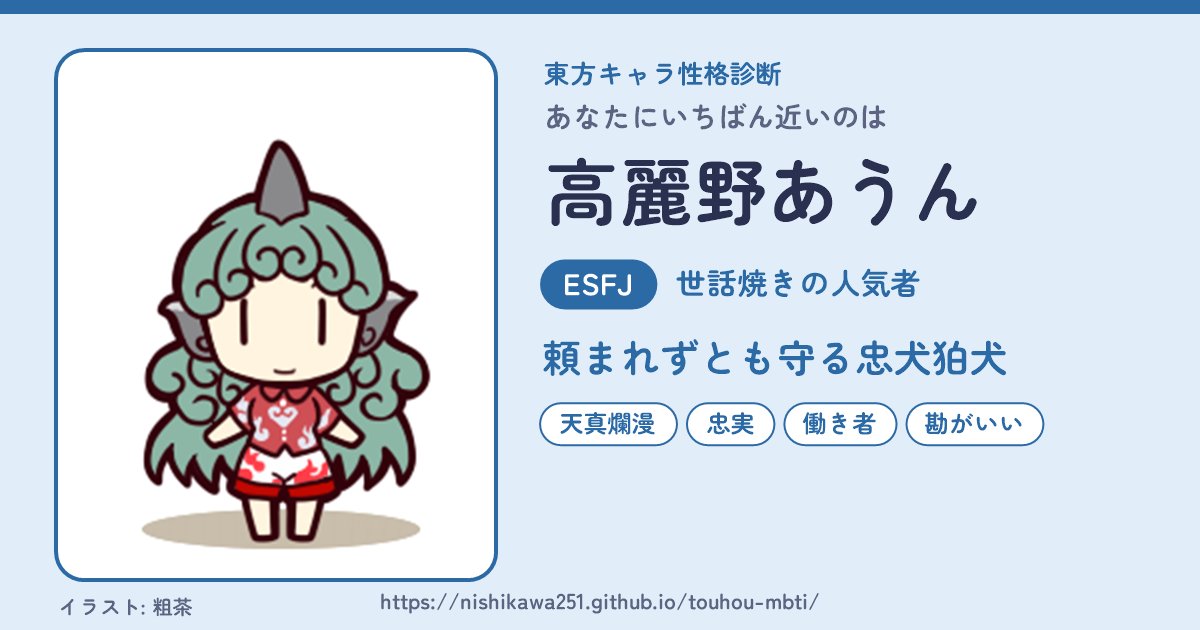 東方キャラ性格診断
あなたにいちばん近いのは
高麗野あうん
ESFJ 世話焼きの人気者
頼まれずとも守る忠犬狛犬
天真爛漫 忠実 働き者 勘がいい
イラスト: 粗茶
https://nishikawa251.github.io/touhou-mbti/